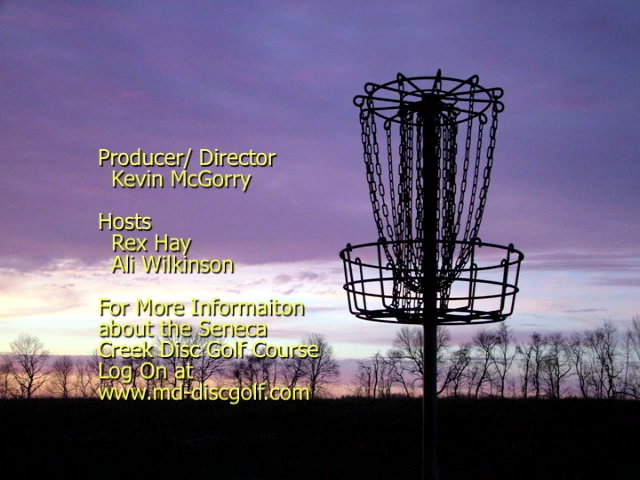 Producer/ Director
Kevin McGorry
Hosts
Rex Hay
Ali Wilkinson
For More Informaiton
about the Seneca
Creek Disc Golf Course
Log On at
www.md-discgolf.com